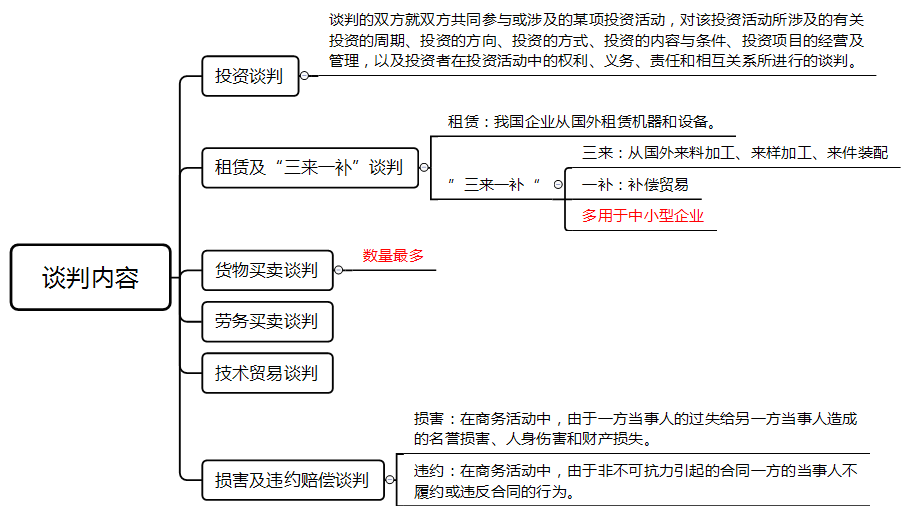 谈判内容
投资谈判
谈判的双方就双方共同参与或涉及的某项投资活动，对该投资活动所涉及的有关
投资的周期、投资的方向、投资的方式、投资的内容与条件、投资项目的经营及
管理，以及投资者在投资活动中的权利、义务、责任和相互关系所进行的谈判。
租赁及“三来一补”谈判
租赁：我国企业从国外租赁机器和设备。
”三来一补“
三来：从国外来料加工、来样加工、来件装配
一补：补偿贸易
多用于中小型企业
货物买卖谈判
数量最多
劳务买卖谈判
技术贸易谈判
损害及违约赔偿谈判
损害：在商务活动中，由于一方当事人的过失给另一方当事人造成
的名誉损害、人身伤害和财产损失。
违约：在商务活动中，由于非不可抗力引起的合同一方的当事人不
履约或违反合同的行为。